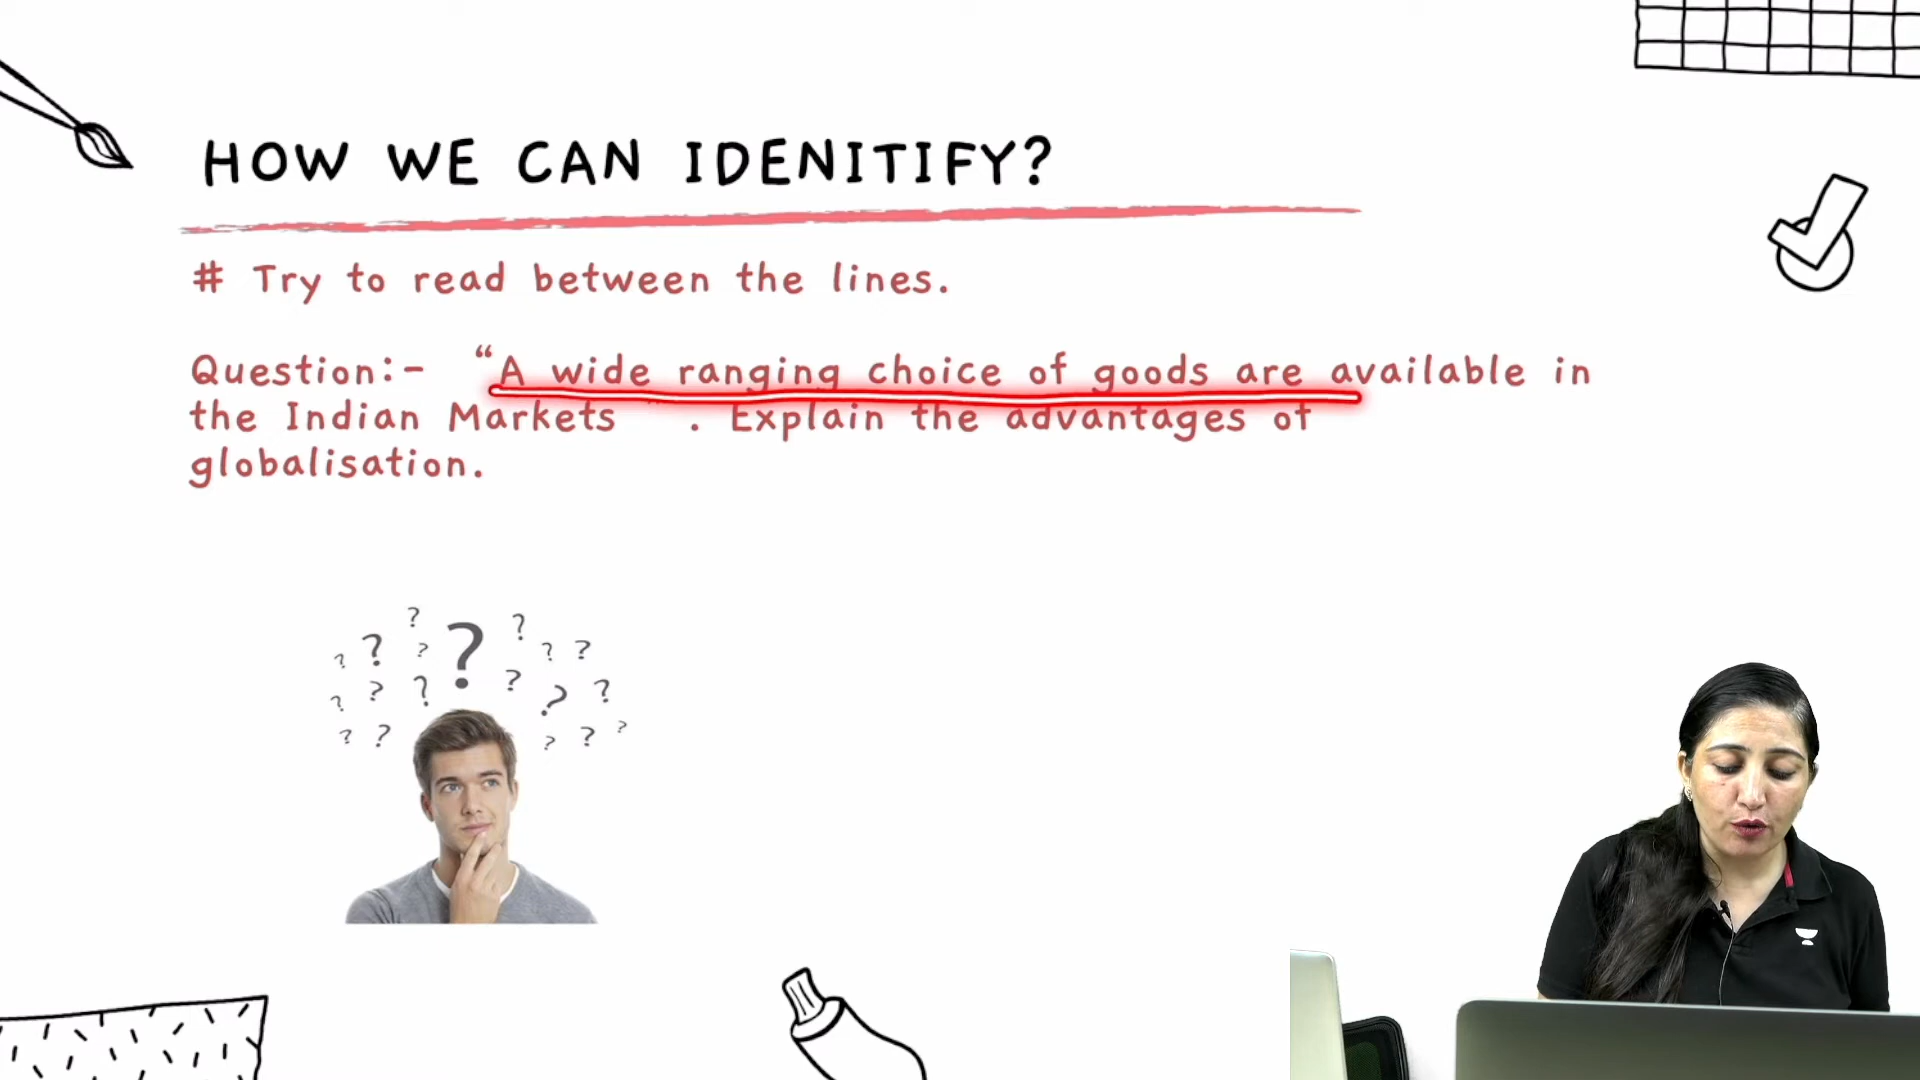 HOW WE CAN IDENITIFY?
# Try to read between the lines.
Question:- “A wide ranging choice of goods are available in
the Indian Markets . Explain the advantages of
globalisation.